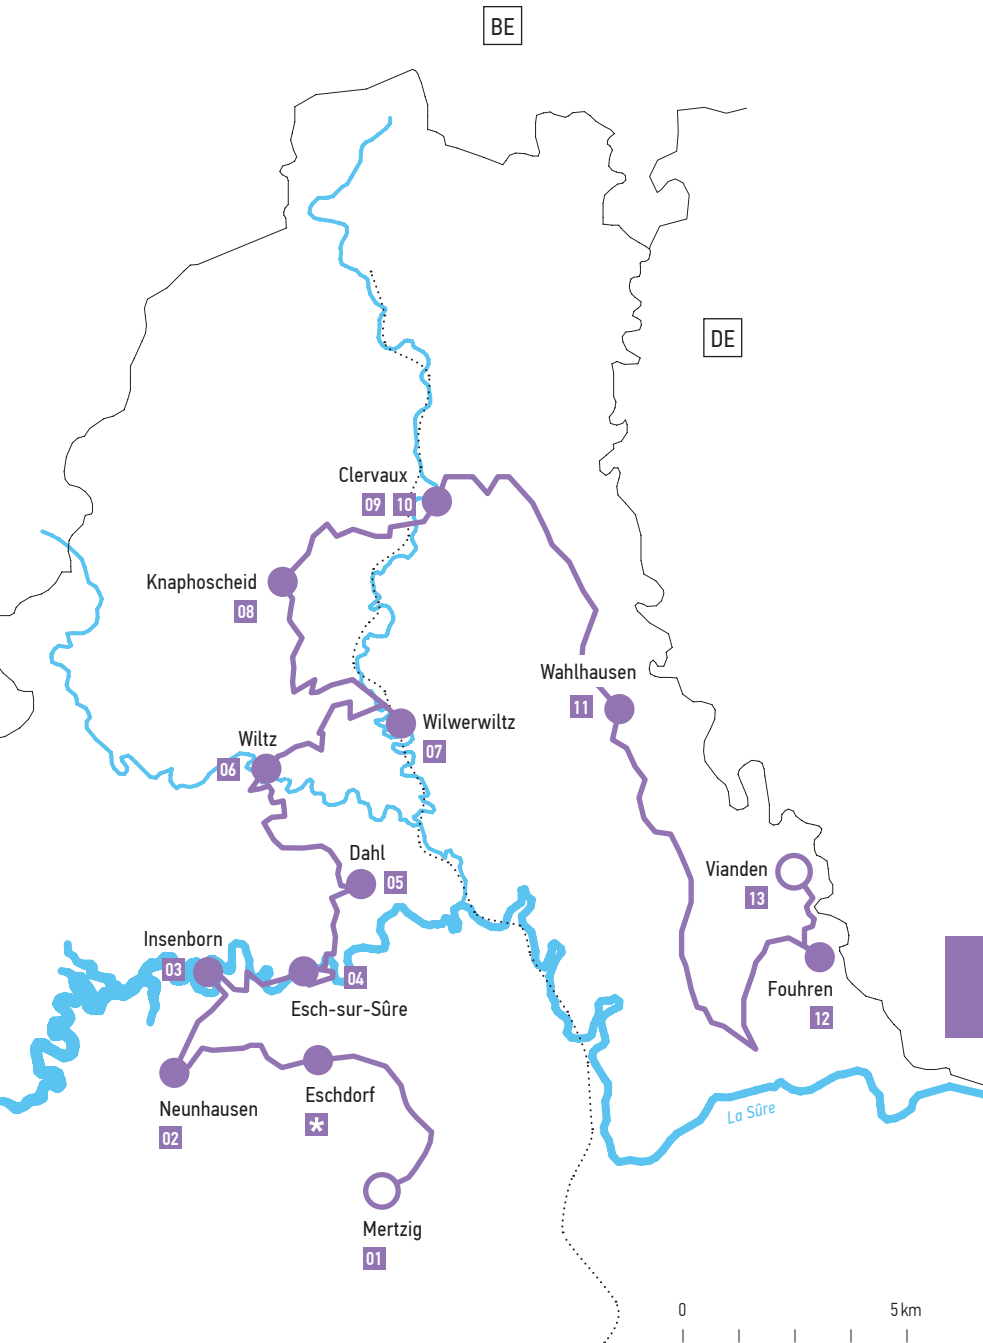 BE
DE
Clervaux
09 10
Knaphoscheid
08
Wahlhausen
11
Wilwerwiltz
07
Wiltz
06
Dahl
05
Vianden
13
Insenborn
03
04
Esch-sur-Sûre
Fouhren
12
Eschdorf
*
Neunhausen
02
La Sûre
Mertzig
01
0 5 km